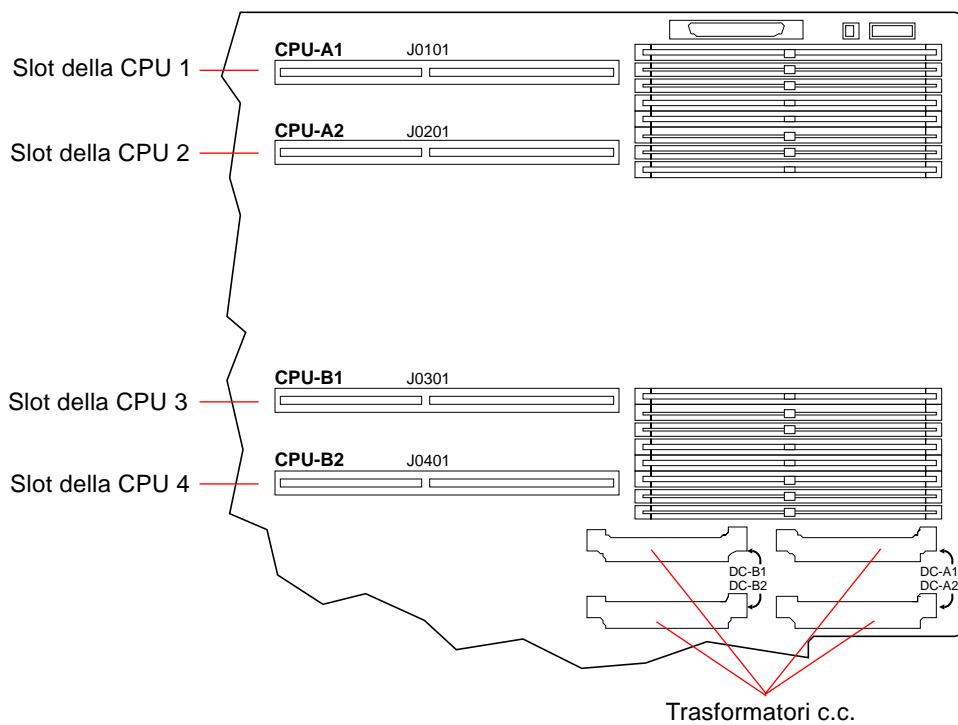 CPU-A1 J0101
Slot della CPU 1
CPU-A2 J0201
Slot della CPU 2
CPU-B1 J0301
Slot della CPU 3
CPU-B2 J0401
Slot della CPU 4
DC-B1
DC-B2
DC-A1
DC-A2
Trasformatori c.c.